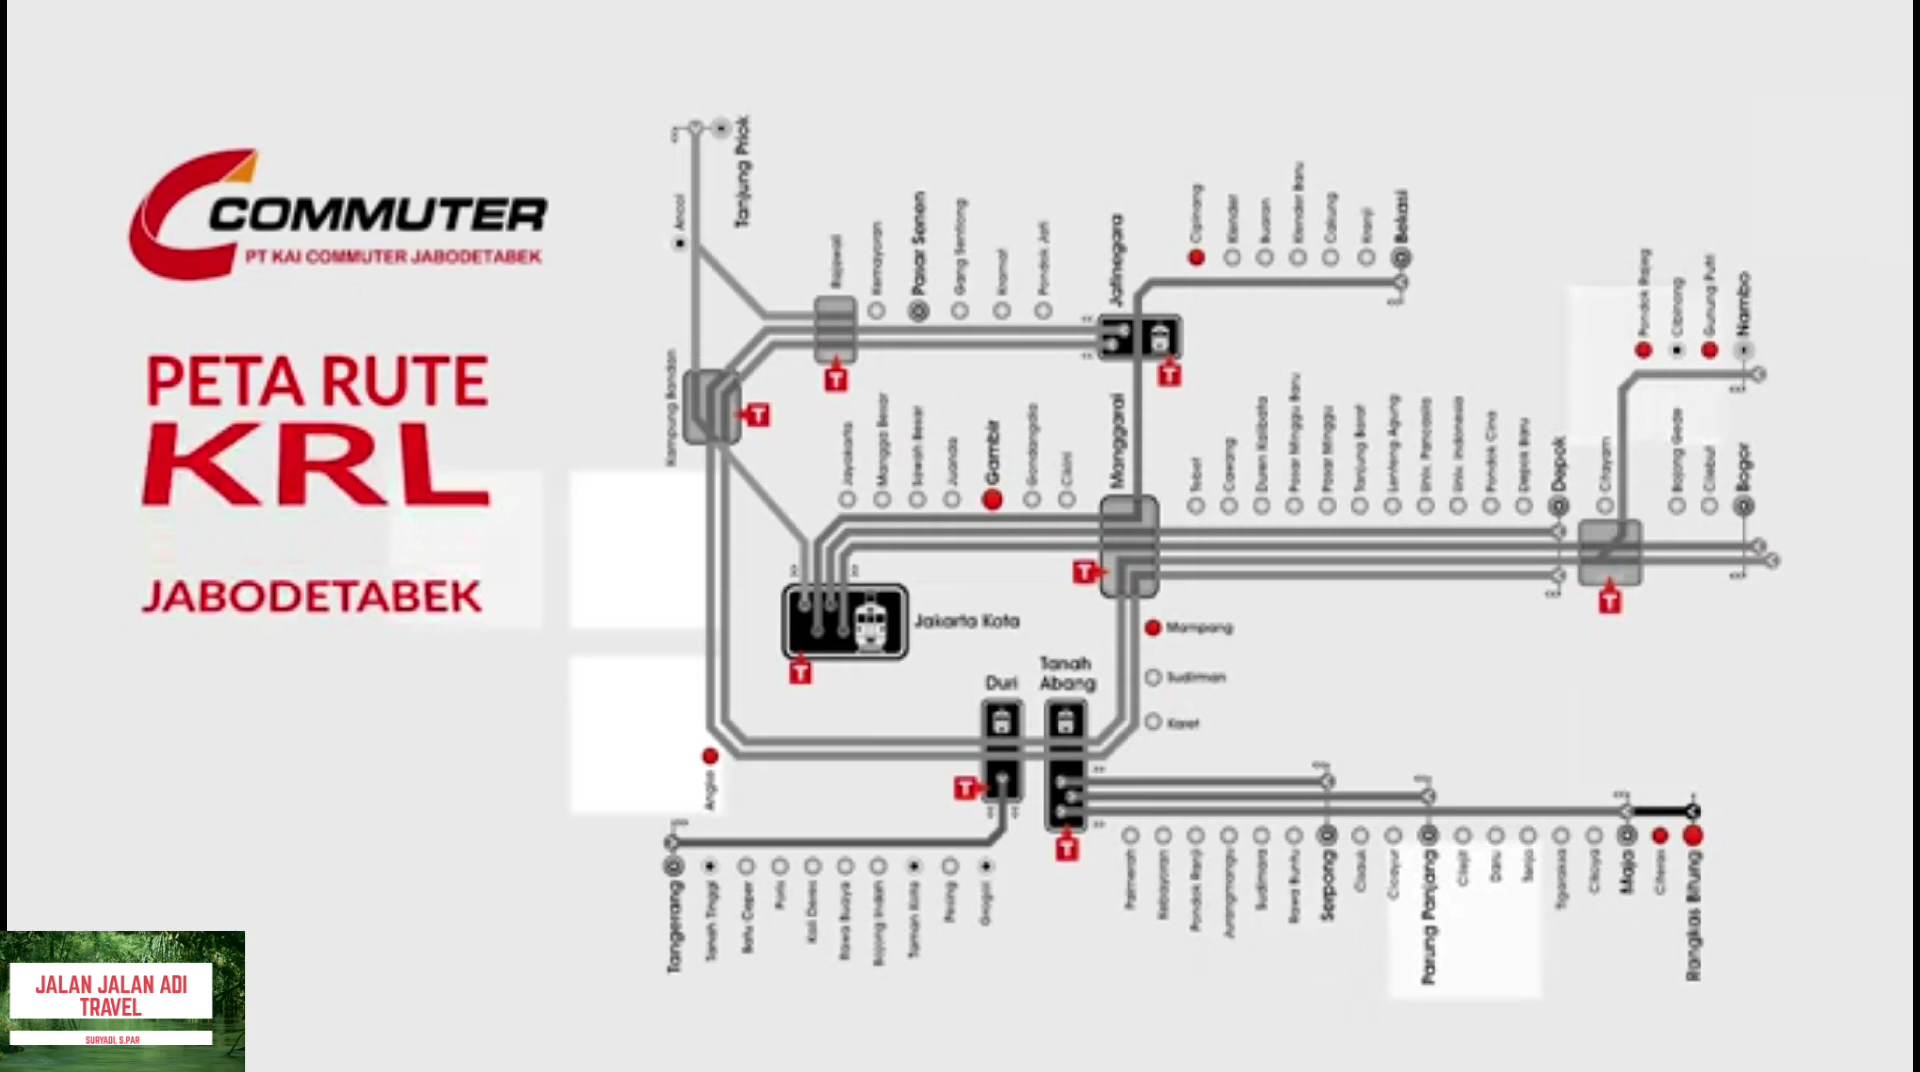 COMMUTER
PT KAI COMMUTER JABODETABEK
PETA RUTE
KRL
JABODETABEK
Tanjung Priok
Ancol
Kampung Bandan
Rajawali
Kemayoran
Pasar Senen
Gang Sentiong
Kramat
Pondok Jati
Jatinegara
Cipinang
Klender
Buaran
Klender Baru
Cakung
Kranji
Bekasi
Jayakarta
Mangga Besar
Sawah Besar
Juanda
Gambir
Gondangdia
Cikini
Manggarai
Tebet
Cawang
Duren Kalibata
Pasar Minggu Baru
Pasar Minggu
Tanjung Barat
Lenteng Agung
Univ. Pancasila
Univ. Indonesia
Pondok Cina
Depok Baru
Depok
Citayam
Bojong Gede
Cilebut
Bogor
Pondok Rajeg
Cibinong
Gunung Putri
Nambo
T
T
T
T
T
T
Jakarta Kota
T
Mampang
Sudirman
Karet
Duri
Tanah
Abang
T
T
Angke
Tangerang
Tanah Tinggi
Batu Ceper
Poris
Kali Deres
Rawa Buaya
Bojong Indah
Taman Kota
Pesing
Grogol
Palmerah
Kebayoran
Pondok Ranji
Jurangmangu
Sudimara
Rawa Buntu
Serpong
Cisauk
Cicayur
Parung Panjang
Cilejit
Daru
Tenjo
Tigaraksa
Cikoya
Maja
Citeras
Rangkas Bitung
JALAN JALAN ADI
TRAVEL
SURYADI, S.PAR